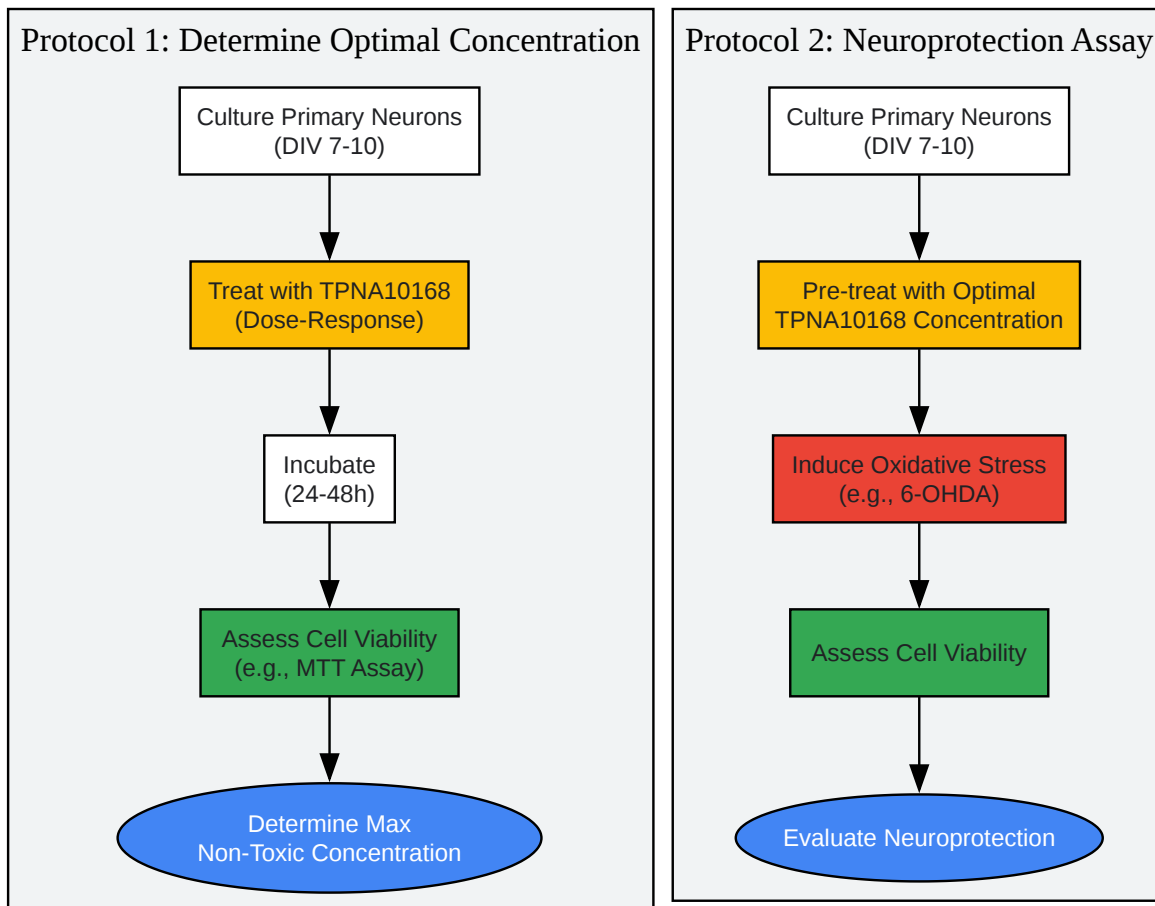 Protocol 1: Determine Optimal Concentration
Culture Primary Neurons
(DIV 7-10)
Treat with TPNA10168
(Dose-Response)
Incubate
(24-48h)
Assess Cell Viability
(e.g., MTT Assay)
Determine Max
Non-Toxic Concentration
Protocol 2: Neuroprotection Assay
Culture Primary Neurons
(DIV 7-10)
Pre-treat with Optimal
TPNA10168 Concentration
Induce Oxidative Stress
(e.g., 6-OHDA)
Assess Cell Viability
Evaluate Neuroprotection